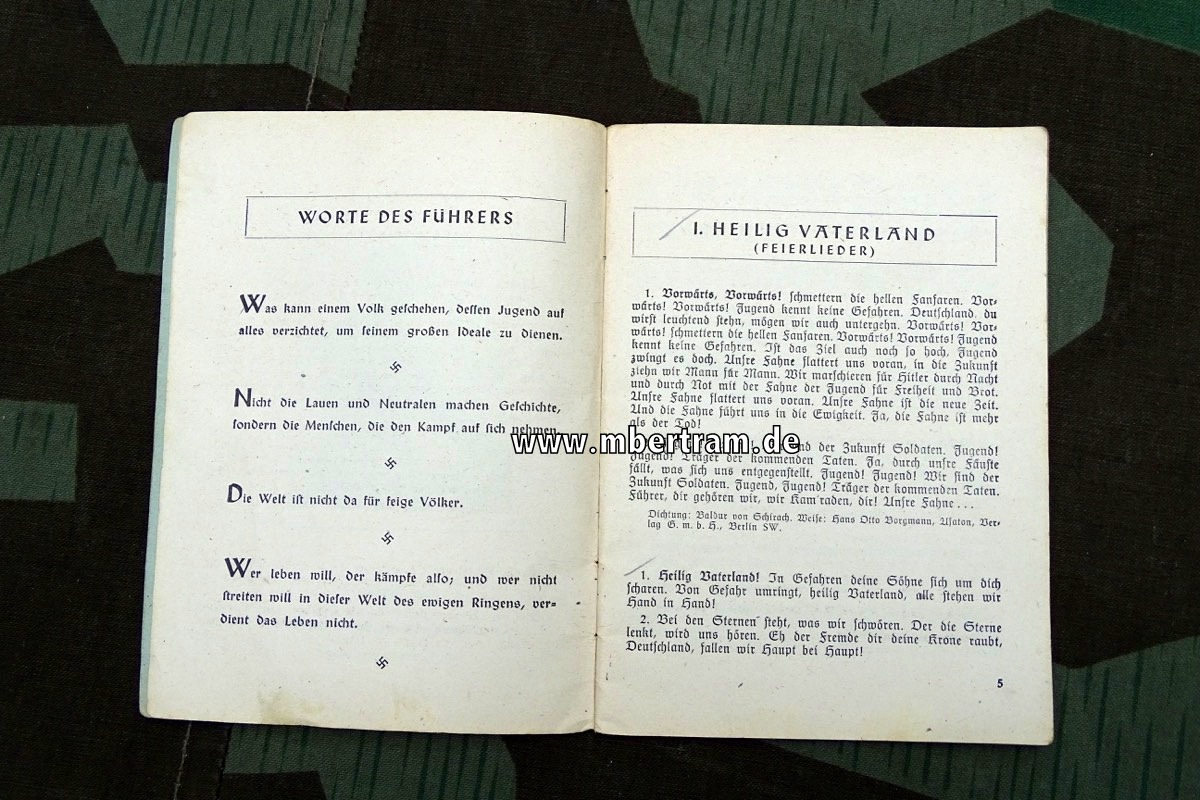 WORTE DES FÜHRERS
Was kann einem Volk geschehen, dessen Jugend auf
alles verzichtet, um seinem großen Ideale zu dienen.
Nicht die Lauen und Neutralen machen Geschichte,
sondern die Menschen, die den Kampf auf sich nehmen.
Die Welt ist nicht da für feige Völker.
Wer leben will, der kämpfe also; und wer nicht
streiten will in dieser Welt des ewigen Ringens, ver-
dient das Leben nicht.
I. HEILIG VATERLAND
(FEIERLIEDER)
1. Vorwärts, Vorwärts! schmettern die hellen Fanfaren. Vor-
wärts! Vorwärts! Jugend kennt keine Gefahren. Deutschland, du
wirst leuchtend stehn, mögen wir auch untergehn. Vorwärts! Vor-
wärts! schmettern die hellen Fanfaren. Vorwärts! Vorwärts! Jugend
kennt keine Gefahren. Ist das Ziel auch noch so hoch, Jugend
zwingt es doch. Unsre Fahne flattert uns voran, in die Zukunft
ziehn wir Mann für Mann. Wir marschieren für Hitler durch Nacht
und durch Not mit der Fahne der Jugend für Freiheit und Brot.
Unsre Fahne flattert uns voran. Unsre Fahne ist die neue Zeit.
Und die Fahne führt uns in die Ewigkeit. Ja, die Fahne ist mehr
als der Tod!
www.mbertram.de
nd der Zukunft Soldaten. Jugend!
Jugend! Träger der kommenden Taten. Ja, durch unsre Fäuste
fällt, was sich uns entgegenstellt. Jugend! Jugend! Wir sind der
Zukunft Soldaten. Jugend, Jugend! Träger der kommenden Taten.
Führer, dir gehören wir, wir Kam'raden, dir! Unsre Fahne . . .
Dichtung: Baldur von Schirach. Weise: Hans Otto Borgmann, Ufaton, Ver-
lag G. m. b. H., Berlin SW.
1. Heilig Vaterland! In Gefahren deine Söhne sich um dich
scharen. Von Gefahr umringt, heilig Vaterland, alle stehen wir
Hand in Hand!
2. Bei den Sternen steht, was wir schwören. Der die Sterne
lenkt, wird uns hören. Eh der Fremde dir deine Krone raubt,
Deutschland, fallen wir Haupt bei Haupt!
5